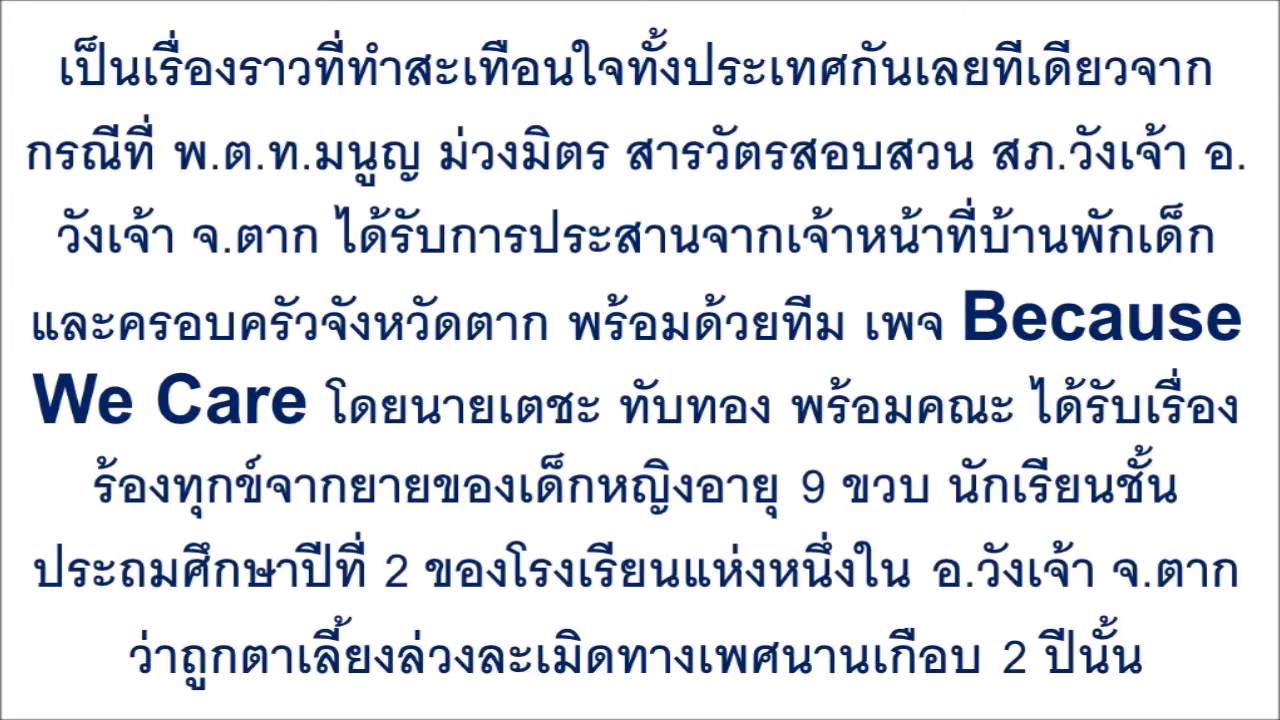 เป็นเรื่องราวที่ทำสะเทือนใจทั้งประเทศกันเลยทีเดียวจาก
กรณีที่ พ.ต.ท.มนูญ ม่วงมิตร สารวัตรสอบสวน สภ.วังเจ้า อ.
วังเจ้า จ.ตาก ได้รับการประสานจากเจ้าหน้าที่บ้านพักเด็ก
และครอบครัวจังหวัดตาก พร้อมด้วยทีม เพจ Because
We Care โดยนายเตชะ ทับทอง พร้อมคณะ ได้รับเรื่อง
ร้องทุกข์จากยายของเด็กหญิงอายุ 9 ขวบ นักเรียนชั้น
ประถมศึกษาปีที่ 2 ของโรงเรียนแห่งหนึ่งใน อ.วังเจ้า จ.ตาก
ว่าถูกตาเลี้ยงล่วงละเมิดทางเพศนานเกือบ 2 ปีนั้น